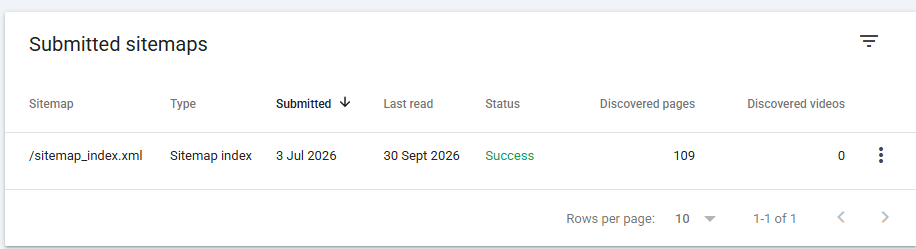 Submitted sitemaps
Sitemap Type Submitted Last read Status Discovered pages Discovered videos
/sitemap_index.xml Sitemap index 3 Jul 2026 30 Sept 2026 Success 109 0
Rows per page: 10 1-1 of 1